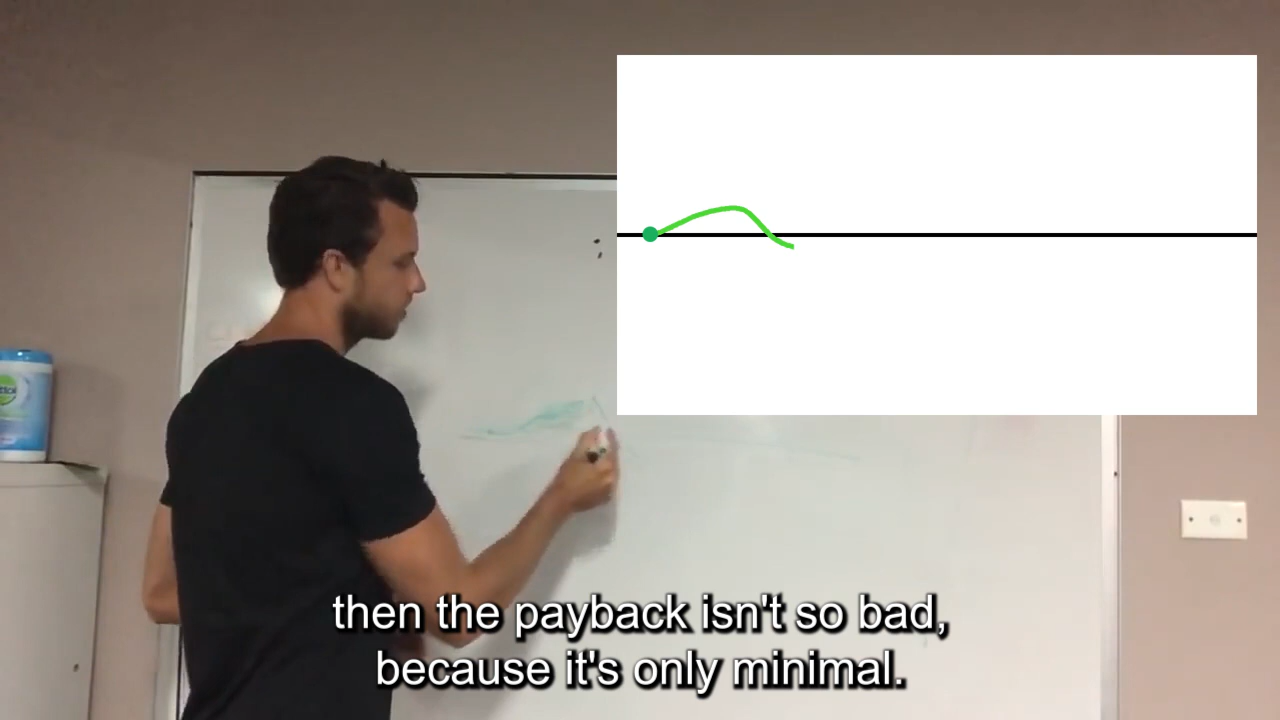 then the payback isn't so bad,
because it's only minimal.